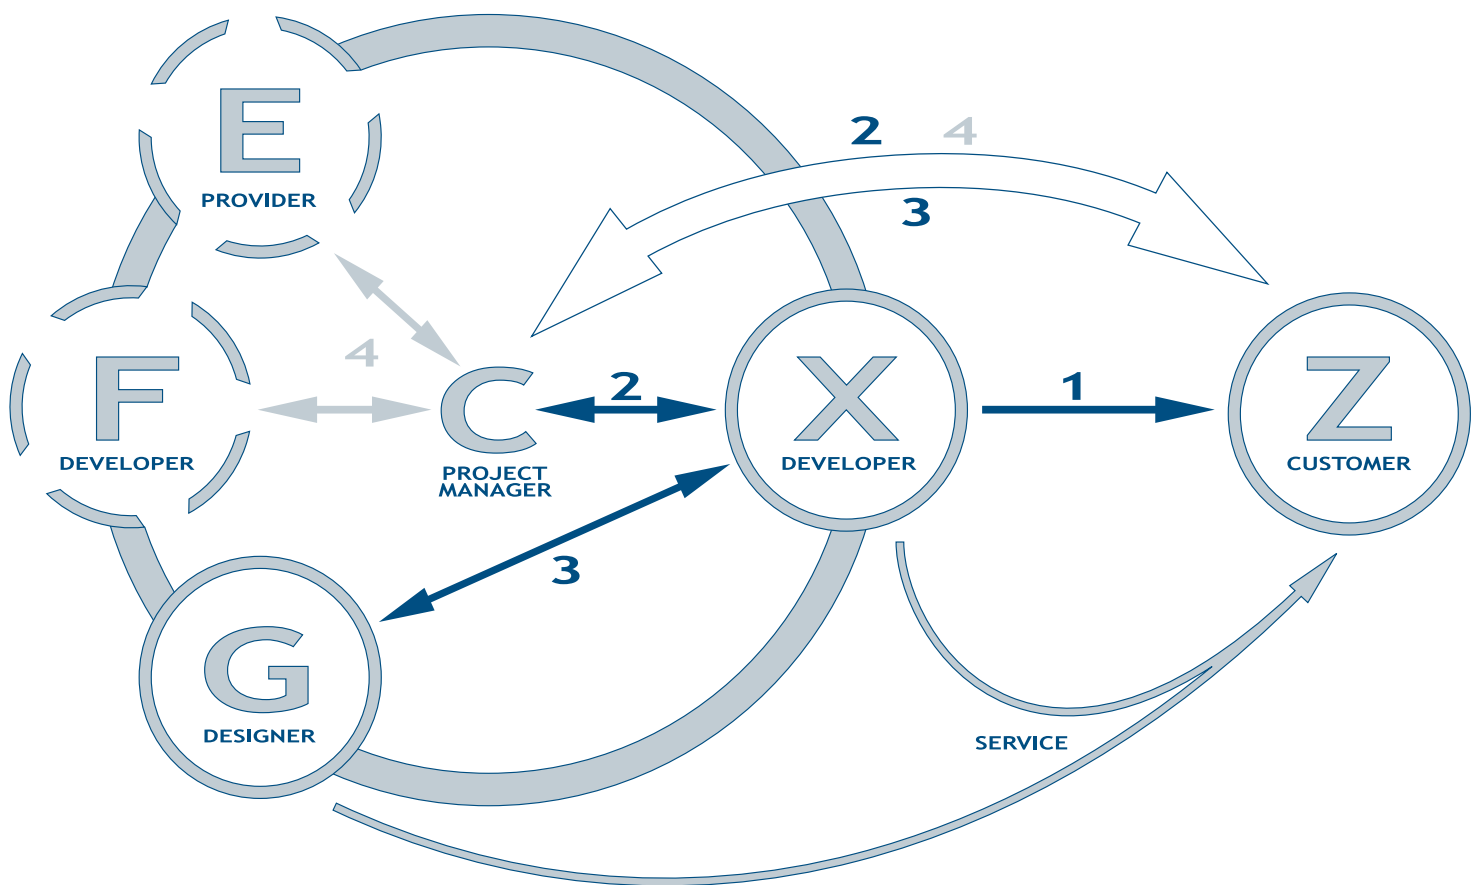 E
PROVIDER
2 4
3
F
DEVELOPER
4
C
PROJECT
MANAGER
2
X
DEVELOPER
1
Z
CUSTOMER
3
G
DESIGNER
SERVICE